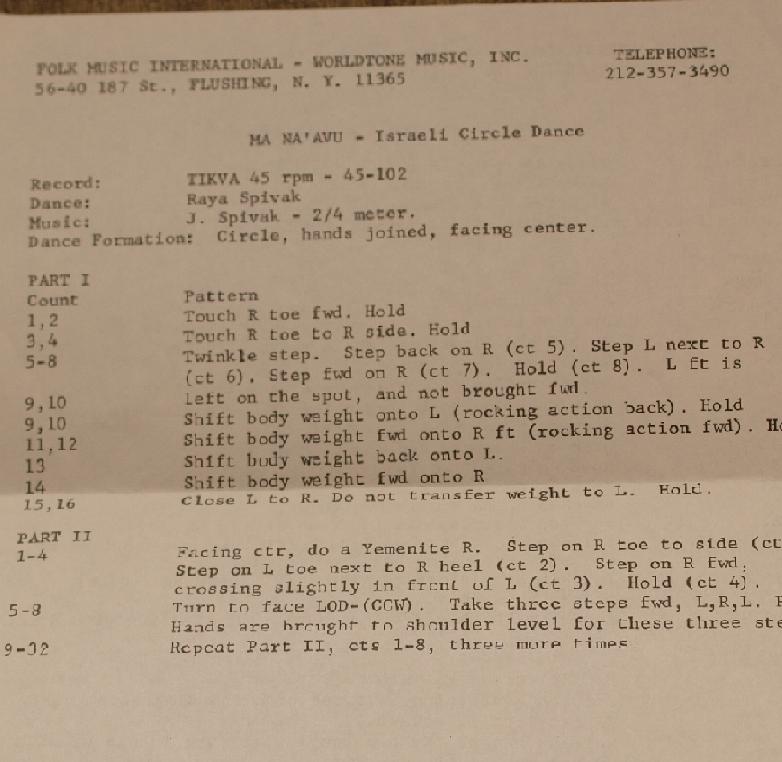 FOLK MUSIC INTERNATIONAL - WORLDTONE MUSIC, INC. TELEPHONE:
56-40 187 St., FLUSHING, N. Y. 11365 212-357-3490
MA NA'AVU - Israeli Circle Dance
Record: TIKVA 45 rpm - 45-102
Dance: Raya Spivak
Music: J. Spivak - 2/4 meter.
Dance Formation: Circle, hands joined, facing center.
PART I
Count Pattern
1,2 Touch R toe fwd. Hold
3,4 Touch R toe to R side. Hold
5-8 Twinkle step. Step back on R (ct 5). Step L next to R
(ct 6). Step fwd on R (ct 7). Hold (ct 8). L ft is
left on the spot, and not brought fwd.
9,10
9,10 Shift body weight onto L (rocking action back). Hold
11,12 Shift body weight fwd onto R ft (rocking action fwd). Ho
13 Shift body weight back onto L.
14 Shift body weight fwd onto R
15,16 Close L to R. Do not transfer weight to L. Hold.
PART II
1-4 Facing ctr, do a Yemenite R. Step on R toe to side (ct
Step on L toe next to R heel (ct 2). Step on R fwd,
crossing slightly in front of L (ct 3). Hold (ct 4).
5-8 Turn to face LOD-(CCW). Take three steps fwd, L,R,L.
Hands are brought to shoulder level for these three ste
9-32 Repeat Part II, cts 1-8, three more times